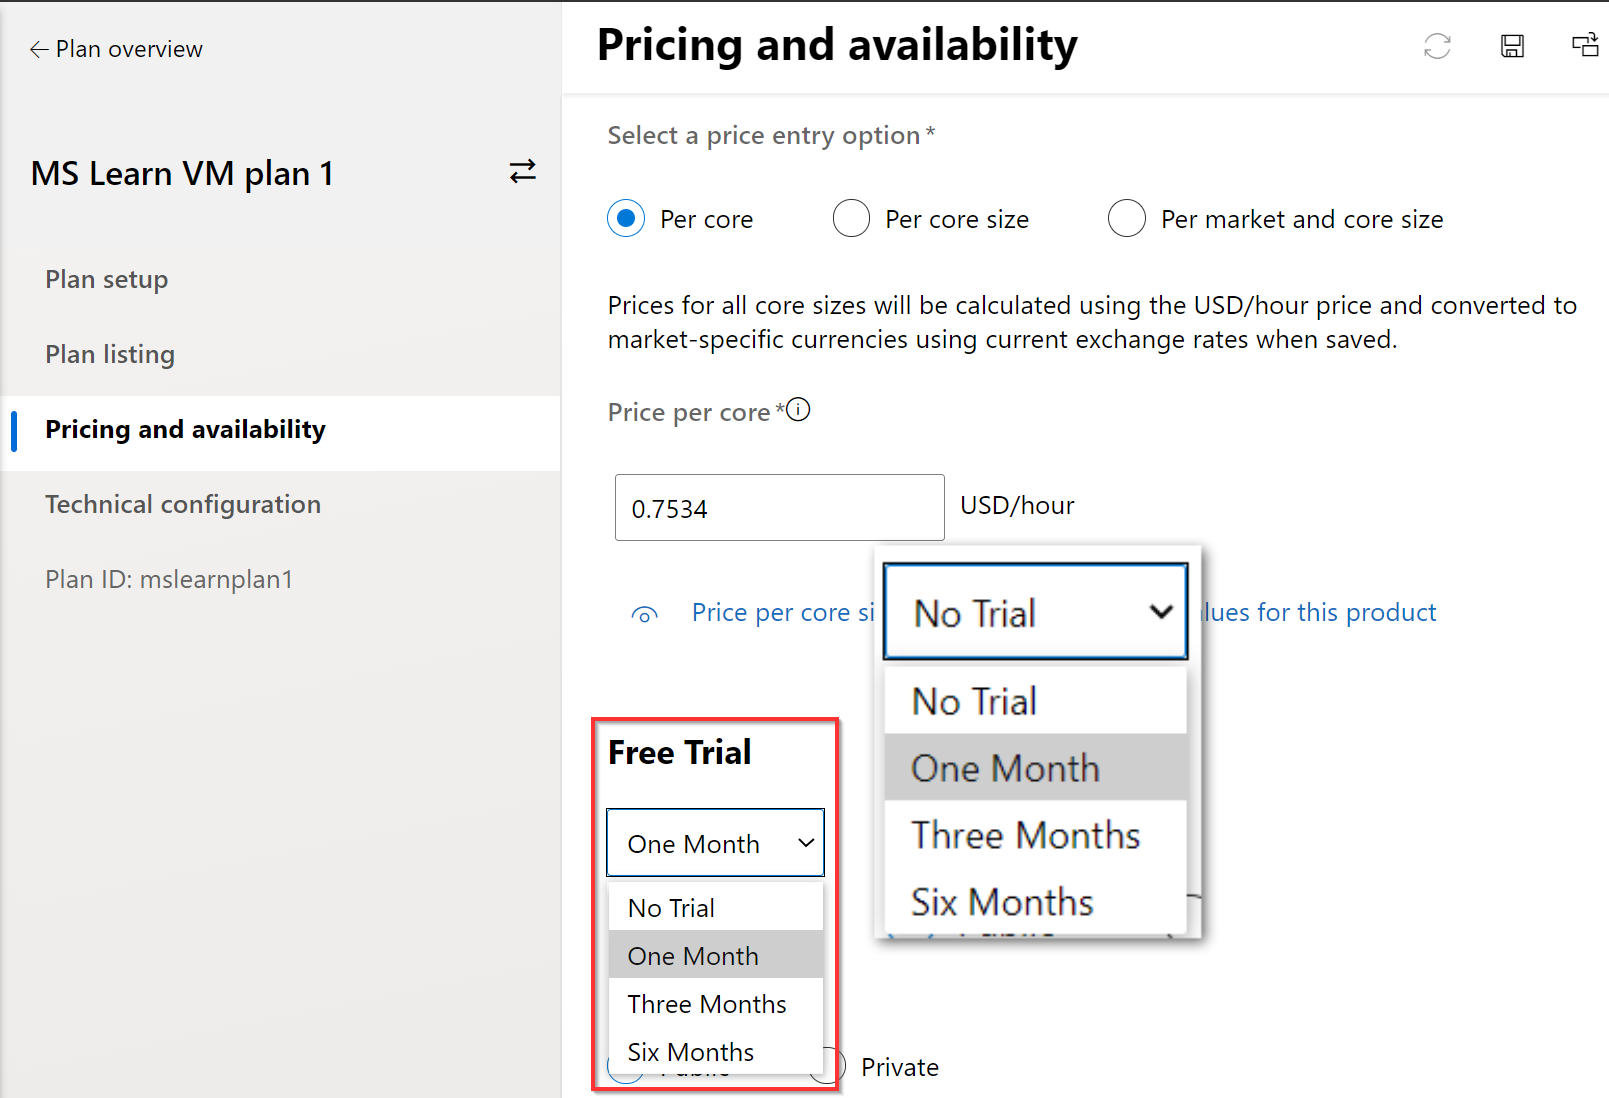 Plan overview
MS Learn VM plan 1
Plan setup
Plan listing
Pricing and availability
Technical configuration
Plan ID: mslearnplan1
Pricing and availability
Select a price entry option *
Per core
Per core size
Per market and core size
Prices for all core sizes will be calculated using the USD/hour price and converted to
market-specific currencies using current exchange rates when saved.
Price per core *
0.7534
USD/hour
Price per core
for this product
No Trial
No Trial
One Month
Three Months
Six Months
Free Trial
One Month
No Trial
One Month
Three Months
Six Months
Private